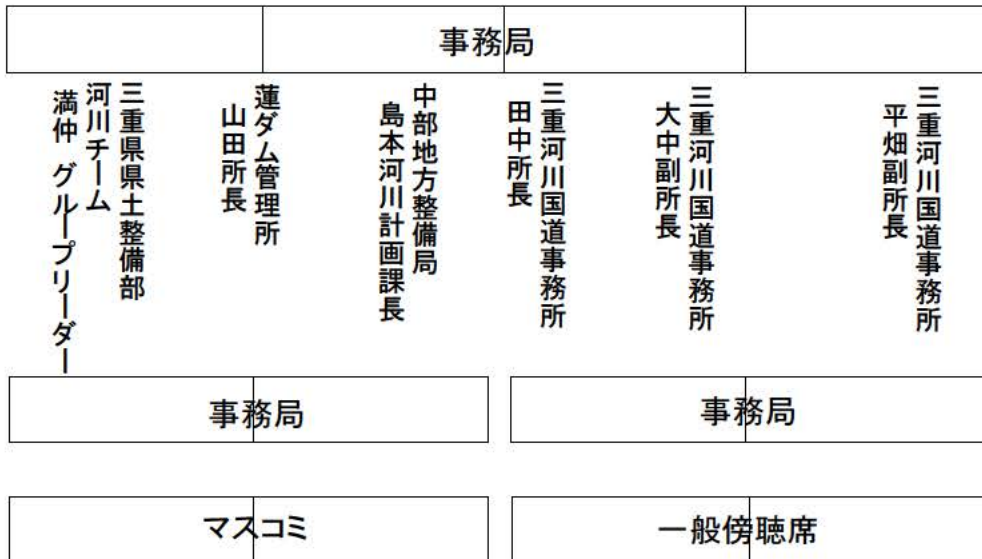 事務局
三重県県土整備部
河川チーム
満仲 グループリーダー
蓮ダム管理所
山田所長
中部地方整備局
島本河川計画課長
三重河川国道事務所
田中所長
三重河川国道事務所
大中副所長
三重河川国道事務所
平畑副所長
事務局
事務局
マスコミ
一般傍聴席